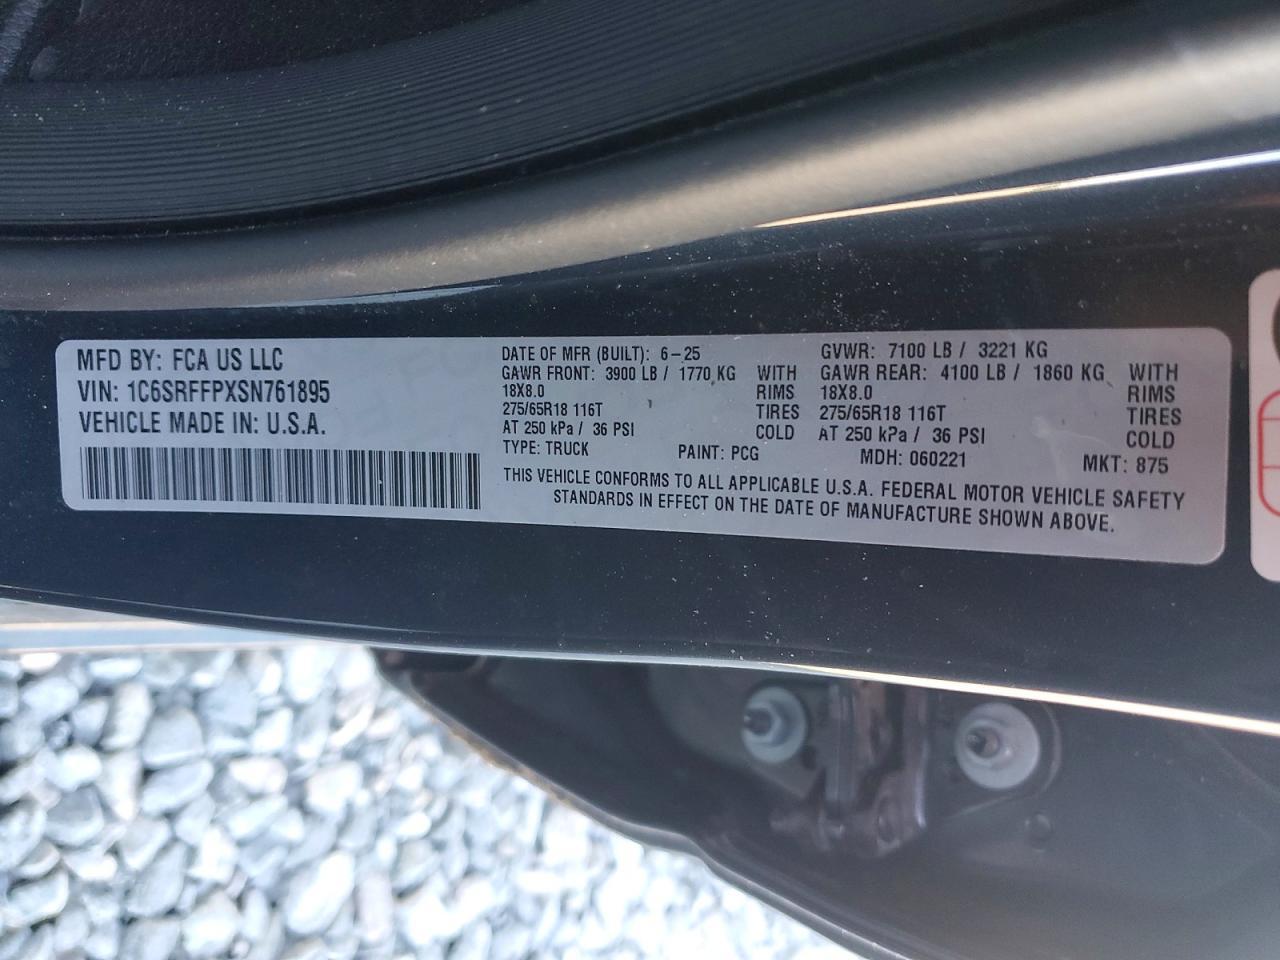 MFD BY: FCA US LLC
VIN: 1C6SRFFPXSN761895
VEHICLE MADE IN: U.S.A.
DATE OF MFR (BUILT): 6-25
GAWR FRONT: 3900 LB / 1770 KG WITH
18X8.0 RIMS
275/65R18 116T TIRES
AT 250 kPa / 36 PSI COLD
GVWR: 7100 LB / 3221 KG
GAWR REAR: 4100 LB / 1860 KG WITH
18X8.0 RIMS
275/65R18 116T TIRES
AT 250 kPa / 36 PSI COLD
TYPE: TRUCK PAINT: PCG MDH: 060221 MKT: 875
THIS VEHICLE CONFORMS TO ALL APPLICABLE U.S.A. FEDERAL MOTOR VEHICLE SAFETY
STANDARDS IN EFFECT ON THE DATE OF MANUFACTURE SHOWN ABOVE.